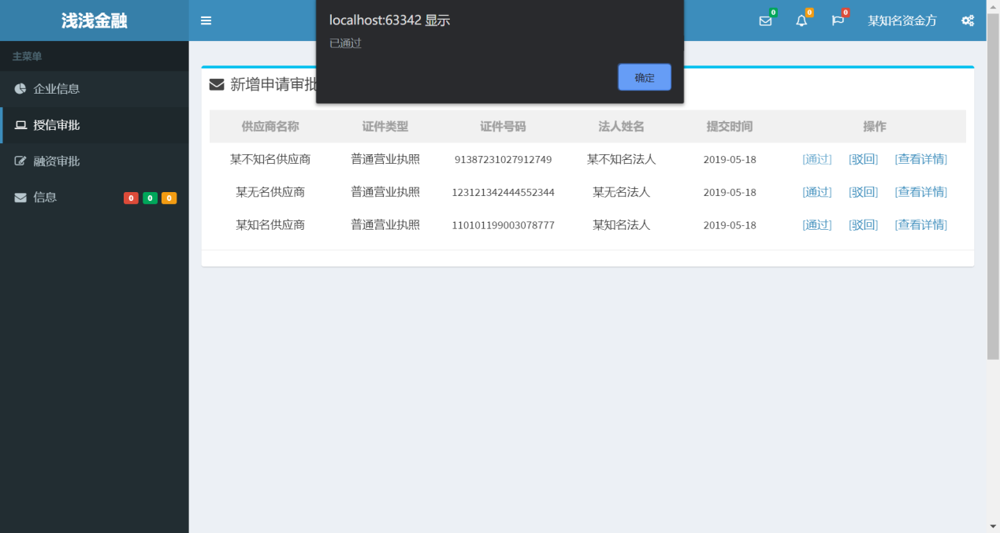 浅浅金融
localhost:63342 显示
已通过
确定
0
0
0
某知名资金方
主菜单
企业信息
授信审批
融资审批
信息 0 0 0
新增申请审批
供应商名称 证件类型 证件号码 法人姓名 提交时间 操作
某不知名供应商 普通营业执照 91387231027912749 某不知名法人 2019-05-18 [通过] [驳回] [查看详情]
某无名供应商 普通营业执照 123121342444552344 某无名法人 2019-05-18 [通过] [驳回] [查看详情]
某知名供应商 普通营业执照 110101199003078777 某知名法人 2019-05-18 [通过] [驳回] [查看详情]